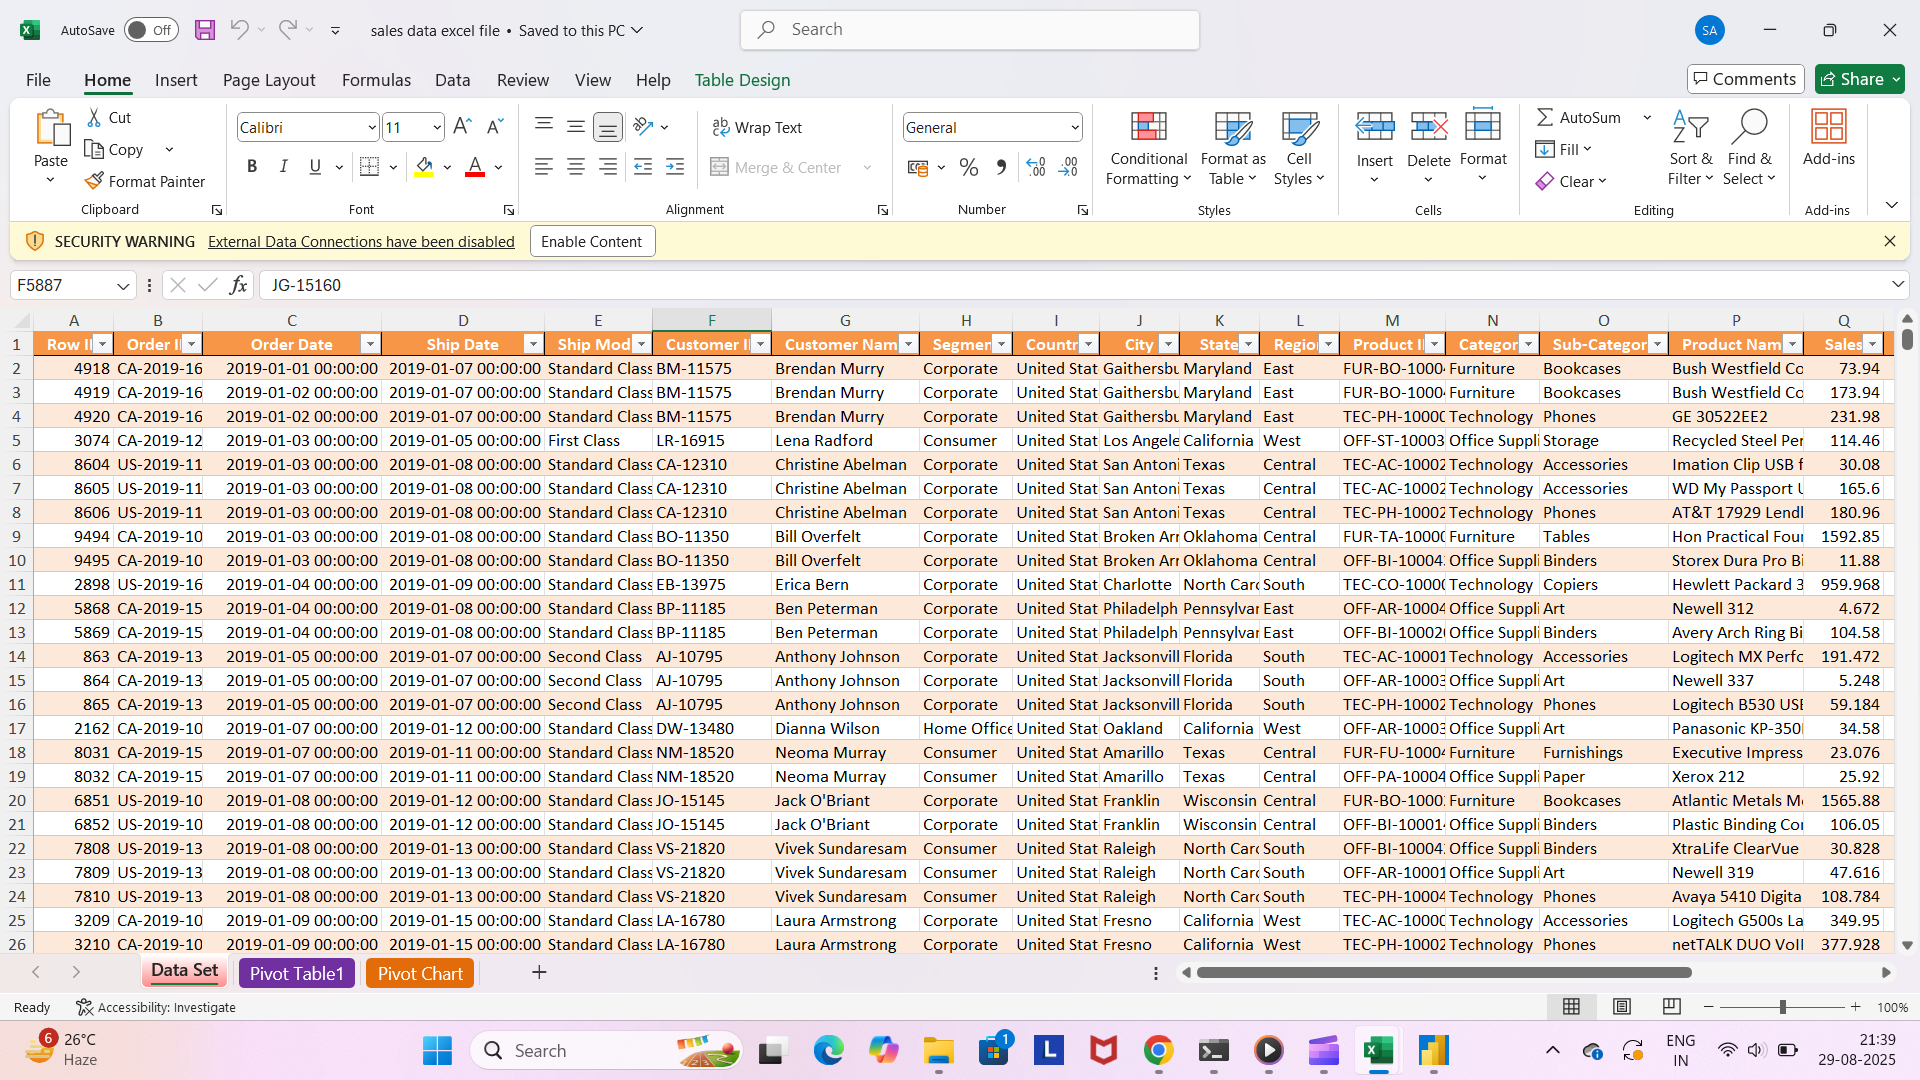 AutoSave Off sales data excel file • Saved to this PC Search SA
File Home Insert Page Layout Formulas Data Review View Help Table Design Comments Share
Paste Cut Copy Format Painter Clipboard
Calibri 11 B I U A A Font
Wrap Text Merge & Center Alignment
General % Number
Conditional Formatting Format as Table Cell Styles Styles
Insert Delete Format Cells
AutoSum Fill Clear Sort & Filter Find & Select Editing
Add-ins Add-ins
SECURITY WARNING External Data Connections have been disabled Enable Content
F5887 fx JG-15160
A B C D E F G H I J K L M N O P Q
1 Row I Order I Order Date Ship Date Ship Mod Customer I Customer Nam Segmen Countr City State Regio Product I Categor Sub-Categor Product Nam Sales
2 4918 CA-2019-16 2019-01-01 00:00:00 2019-01-07 00:00:00 Standard Class BM-11575 Brendan Murry Corporate United Stat Gaithersbu Maryland East FUR-BO-1000 Furniture Bookcases Bush Westfield Co 73.94
3 4919 CA-2019-16 2019-01-02 00:00:00 2019-01-07 00:00:00 Standard Class BM-11575 Brendan Murry Corporate United Stat Gaithersbu Maryland East FUR-BO-1000 Furniture Bookcases Bush Westfield Co 173.94
4 4920 CA-2019-16 2019-01-02 00:00:00 2019-01-07 00:00:00 Standard Class BM-11575 Brendan Murry Corporate United Stat Gaithersbu Maryland East TEC-PH-10000 Technology Phones GE 30522EE2 231.98
5 3074 CA-2019-12 2019-01-03 00:00:00 2019-01-05 00:00:00 First Class LR-16915 Lena Radford Consumer United Stat Los Angele California West OFF-ST-10003 Office Suppli Storage Recycled Steel Per 114.46
6 8604 US-2019-11 2019-01-03 00:00:00 2019-01-08 00:00:00 Standard Class CA-12310 Christine Abelman Corporate United Stat San Antoni Texas Central TEC-AC-10002 Technology Accessories Imation Clip USB f 30.08
7 8605 US-2019-11 2019-01-03 00:00:00 2019-01-08 00:00:00 Standard Class CA-12310 Christine Abelman Corporate United Stat San Antoni Texas Central TEC-AC-10002 Technology Accessories WD My Passport U 165.6
8 8606 US-2019-11 2019-01-03 00:00:00 2019-01-08 00:00:00 Standard Class CA-12310 Christine Abelman Corporate United Stat San Antoni Texas Central TEC-PH-10002 Technology Phones AT&T 17929 Lendl 180.96
9 9494 CA-2019-10 2019-01-03 00:00:00 2019-01-08 00:00:00 Standard Class BO-11350 Bill Overfelt Corporate United Stat Broken Arr Oklahoma Central FUR-TA-10000 Furniture Tables Hon Practical Four 1592.85
10 9495 CA-2019-10 2019-01-03 00:00:00 2019-01-08 00:00:00 Standard Class BO-11350 Bill Overfelt Corporate United Stat Broken Arr Oklahoma Central OFF-BI-10004 Office Suppli Binders Storex Dura Pro Bi 11.88
11 2898 US-2019-16 2019-01-04 00:00:00 2019-01-09 00:00:00 Standard Class EB-13975 Erica Bern Corporate United Stat Charlotte North Carc South TEC-CO-10000 Technology Copiers Hewlett Packard 3 959.968
12 5868 CA-2019-15 2019-01-04 00:00:00 2019-01-08 00:00:00 Standard Class BP-11185 Ben Peterman Corporate United Stat Philadelph Pennsylvar East OFF-AR-10004 Office Suppli Art Newell 312 4.672
13 5869 CA-2019-15 2019-01-04 00:00:00 2019-01-08 00:00:00 Standard Class BP-11185 Ben Peterman Corporate United Stat Philadelph Pennsylvar East OFF-BI-10002 Office Suppli Binders Avery Arch Ring Bi 104.58
14 863 CA-2019-13 2019-01-05 00:00:00 2019-01-07 00:00:00 Second Class AJ-10795 Anthony Johnson Corporate United Stat Jacksonvill Florida South TEC-AC-10001 Technology Accessories Logitech MX Perfo 191.472
15 864 CA-2019-13 2019-01-05 00:00:00 2019-01-07 00:00:00 Second Class AJ-10795 Anthony Johnson Corporate United Stat Jacksonvill Florida South OFF-AR-10003 Office Suppli Art Newell 337 5.248
16 865 CA-2019-13 2019-01-05 00:00:00 2019-01-07 00:00:00 Second Class AJ-10795 Anthony Johnson Corporate United Stat Jacksonvill Florida South TEC-PH-10002 Technology Phones Logitech B530 USE 59.184
17 2162 CA-2019-10 2019-01-07 00:00:00 2019-01-12 00:00:00 Standard Class DW-13480 Dianna Wilson Home Office United Stat Oakland California West OFF-AR-10003 Office Suppli Art Panasonic KP-350 34.58
18 8031 CA-2019-15 2019-01-07 00:00:00 2019-01-11 00:00:00 Standard Class NM-18520 Neoma Murray Consumer United Stat Amarillo Texas Central FUR-FU-10004 Furniture Furnishings Executive Impress 23.076
19 8032 CA-2019-15 2019-01-07 00:00:00 2019-01-11 00:00:00 Standard Class NM-18520 Neoma Murray Consumer United Stat Amarillo Texas Central OFF-PA-10004 Office Suppli Paper Xerox 212 25.92
20 6851 US-2019-10 2019-01-08 00:00:00 2019-01-12 00:00:00 Standard Class JO-15145 Jack O'Briant Corporate United Stat Franklin Wisconsin Central FUR-BO-1000 Furniture Bookcases Atlantic Metals M 1565.88
21 6852 US-2019-10 2019-01-08 00:00:00 2019-01-12 00:00:00 Standard Class JO-15145 Jack O'Briant Corporate United Stat Franklin Wisconsin Central OFF-BI-10001 Office Suppli Binders Plastic Binding Co 106.05
22 7808 US-2019-13 2019-01-08 00:00:00 2019-01-13 00:00:00 Standard Class VS-21820 Vivek Sundaresam Consumer United Stat Raleigh North Carc South OFF-BI-10004 Office Suppli Binders XtraLife ClearVue 30.828
23 7809 US-2019-13 2019-01-08 00:00:00 2019-01-13 00:00:00 Standard Class VS-21820 Vivek Sundaresam Consumer United Stat Raleigh North Carc South OFF-AR-10001 Office Suppli Art Newell 319 47.616
24 7810 US-2019-13 2019-01-08 00:00:00 2019-01-13 00:00:00 Standard Class VS-21820 Vivek Sundaresam Consumer United Stat Raleigh North Carc South TEC-PH-10004 Technology Phones Avaya 5410 Digita 108.784
25 3209 CA-2019-10 2019-01-09 00:00:00 2019-01-15 00:00:00 Standard Class LA-16780 Laura Armstrong Corporate United Stat Fresno California West TEC-AC-10000 Technology Accessories Logitech G500s La 349.95
26 3210 CA-2019-10 2019-01-09 00:00:00 2019-01-15 00:00:00 Standard Class LA-16780 Laura Armstrong Corporate United Stat Fresno California West TEC-PH-10002 Technology Phones netTALK DUO VoIl 377.928
Data Set Pivot Table1 Pivot Chart
Ready Accessibility: Investigate 100%
6 26°C Haze Search 1 L ENG IN 21:39 29-08-2025